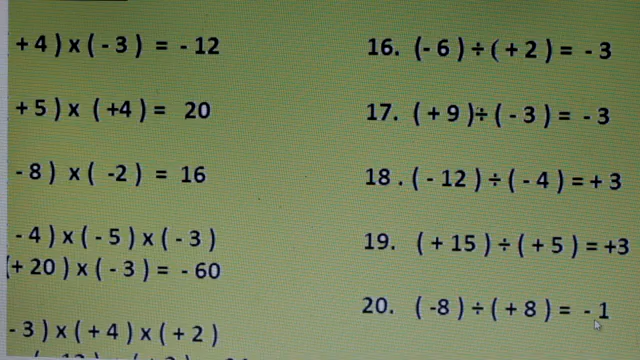 + 4 ) x ( - 3 ) = - 12
+ 5 ) x ( +4 ) = 20
- 8 ) x ( -2 ) = 16
- 4 ) x ( - 5 ) x ( - 3 )
(+ 20 ) x ( - 3 ) = - 60
- 3 ) x ( + 4 ) x ( + 2 )
16. (- 6 ) ÷ ( + 2 ) = - 3
17. ( + 9 )÷ ( - 3 ) = - 3
18 . ( - 12 ) ÷ ( - 4 ) = + 3
19. ( + 15 ) ÷ ( + 5 ) = +3
20. ( -8 ) ÷ ( + 8 ) = - 1